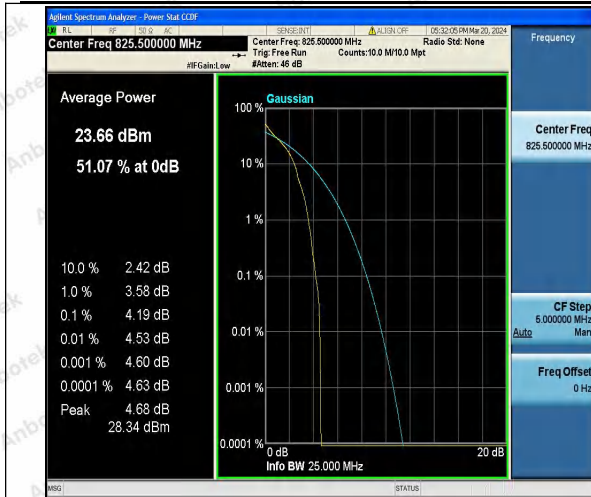 Agilent Spectrum Analyzer - Power Stat CCDF
RL RF 50 Ω AC SENSE:INT ALIGN OFF 05:32:05 PM Mar 20, 2024
Center Freq 825.500000 MHz
Center Freq: 825.500000 MHz Radio Std: None
Trig: Free Run Counts:10.0 M/10.0 Mpt
#IFGain:Low #Atten: 46 dB
Frequency
Average Power
23.66 dBm
51.07 % at 0dB
10.0 % 2.42 dB
1.0 % 3.58 dB
0.1 % 4.19 dB
0.01 % 4.53 dB
0.001 % 4.60 dB
0.0001 % 4.63 dB
Peak 4.68 dB
28.34 dBm
100 % Gaussian
10 %
1 %
0.1 %
0.01 %
0.001 %
0.0001 %
0 dB 20 dB
Info BW 25.000 MHz
Center Freq
825.500000 MHz
CF Step
5.000000 MHz
Auto Man
Freq Offset
0 Hz
MSG STATUS